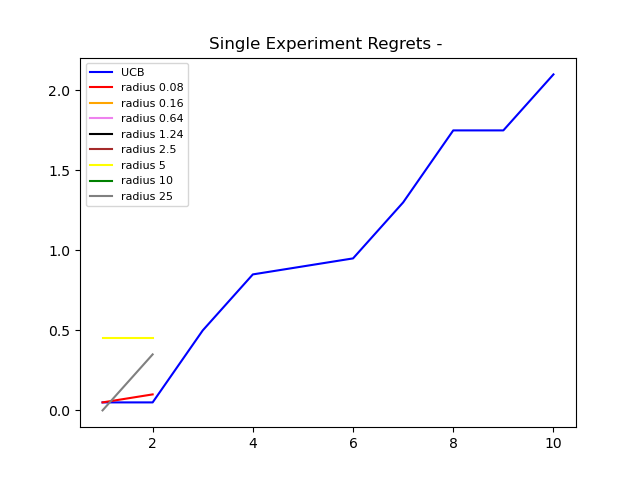 Single Experiment Regrets -
UCB
radius 0.08
radius 0.16
radius 0.64
radius 1.24
radius 2.5
radius 5
radius 10
radius 25
2.0
1.5
1.0
0.5
0.0
2 4 6 8 10